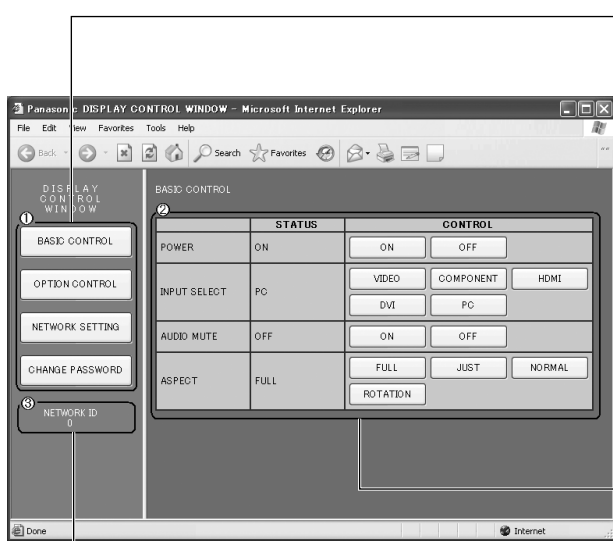 Panasonic DISPLAY CONTROL WINDOW - Microsoft Internet Explorer
File Edit View Favorites Tools Help
Back Search Favorites
DISPLAY
CONTROL
WINDOW
①
BASIC CONTROL
OPTION CONTROL
NETWORK SETTING
CHANGE PASSWORD
③
NETWORK ID
0
BASIC CONTROL
②
STATUS CONTROL
POWER ON ON OFF
INPUT SELECT PC VIDEO COMPONENT HDMI
DVI PC
AUDIO MUTE OFF ON OFF
ASPECT FULL FULL JUST NORMAL
ROTATION
Done Internet